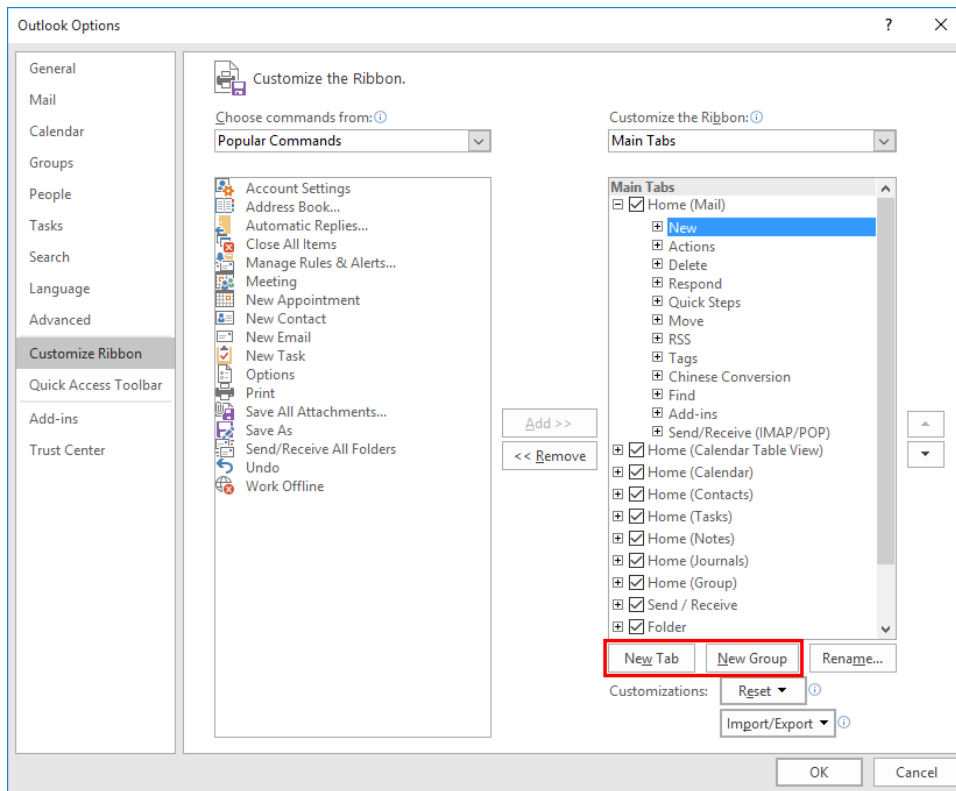 Outlook Options
?
General
Mail
Calendar
Groups
People
Tasks
Search
Language
Advanced
Customize Ribbon
Quick Access Toolbar
Add-ins
Trust Center
Customize the Ribbon.
Choose commands from:
Popular Commands
Account Settings
Address Book...
Automatic Replies...
Close All Items
Manage Rules & Alerts...
Meeting
New Appointment
New Contact
New Email
New Task
Options
Print
Save All Attachments...
Save As
Send/Receive All Folders
Undo
Work Offline
Add >>
<< Remove
Customize the Ribbon:
Main Tabs
Main Tabs
Home (Mail)
New
Actions
Delete
Respond
Quick Steps
Move
RSS
Tags
Chinese Conversion
Find
Add-ins
Send/Receive (IMAP/POP)
Home (Calendar Table View)
Home (Calendar)
Home (Contacts)
Home (Tasks)
Home (Notes)
Home (Journals)
Home (Group)
Send / Receive
Folder
New Tab New Group Rename...
Customizations: Reset
Import/Export
OK Cancel